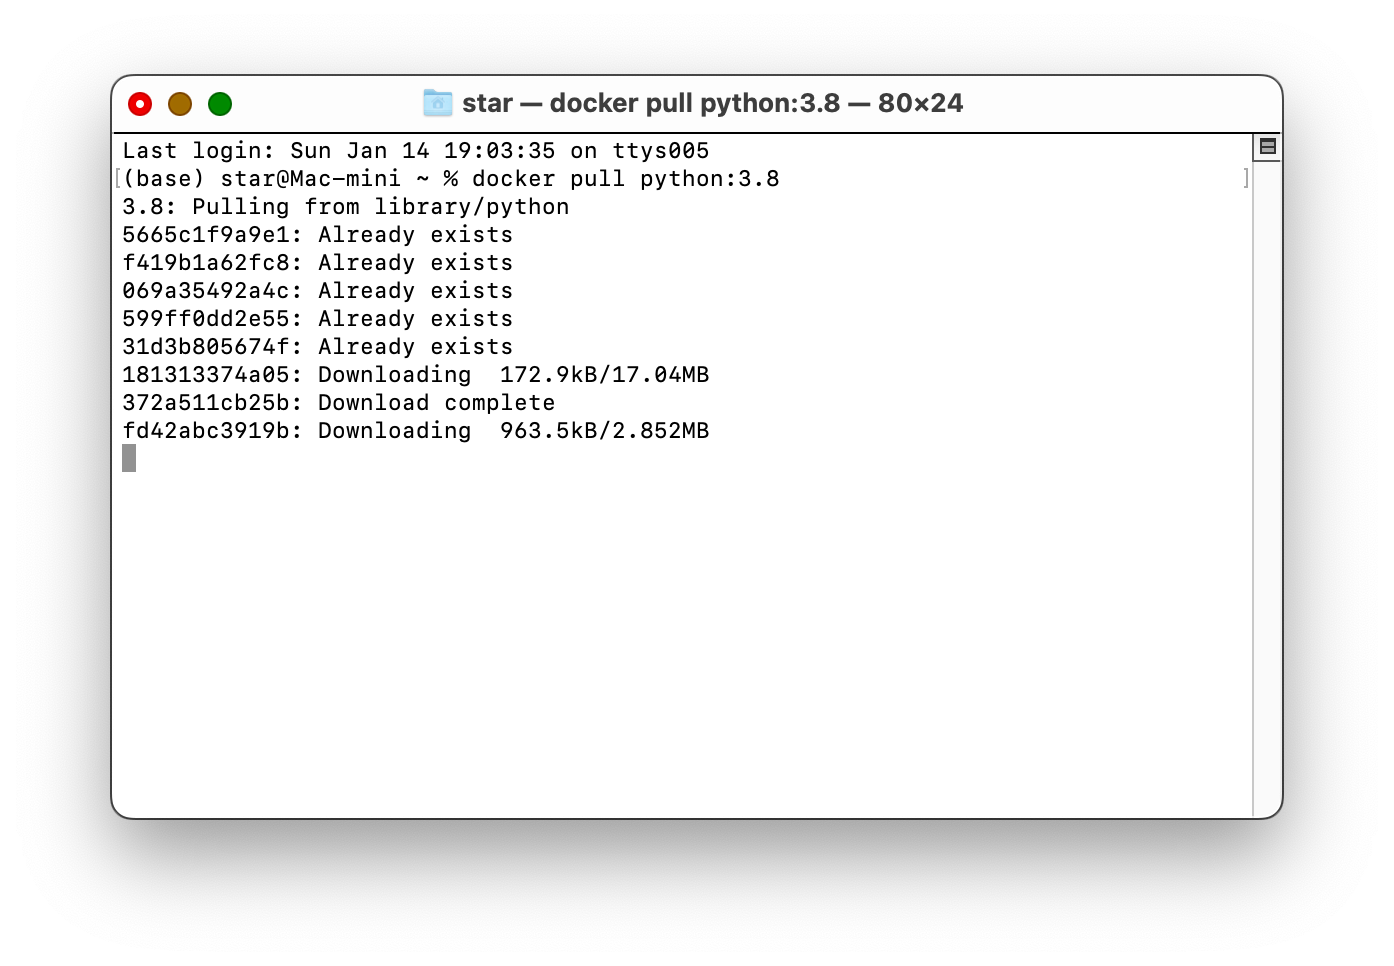 star — docker pull python:3.8 — 80×24
Last login: Sun Jan 14 19:03:35 on ttys005
[(base) star@Mac-mini ~ % docker pull python:3.8 ]
3.8: Pulling from library/python
5665c1f9a9e1: Already exists
f419b1a62fc8: Already exists
069a35492a4c: Already exists
599ff0dd2e55: Already exists
31d3b805674f: Already exists
181313374a05: Downloading  172.9kB/17.04MB
372a511cb25b: Download complete
fd42abc3919b: Downloading  963.5kB/2.852MB